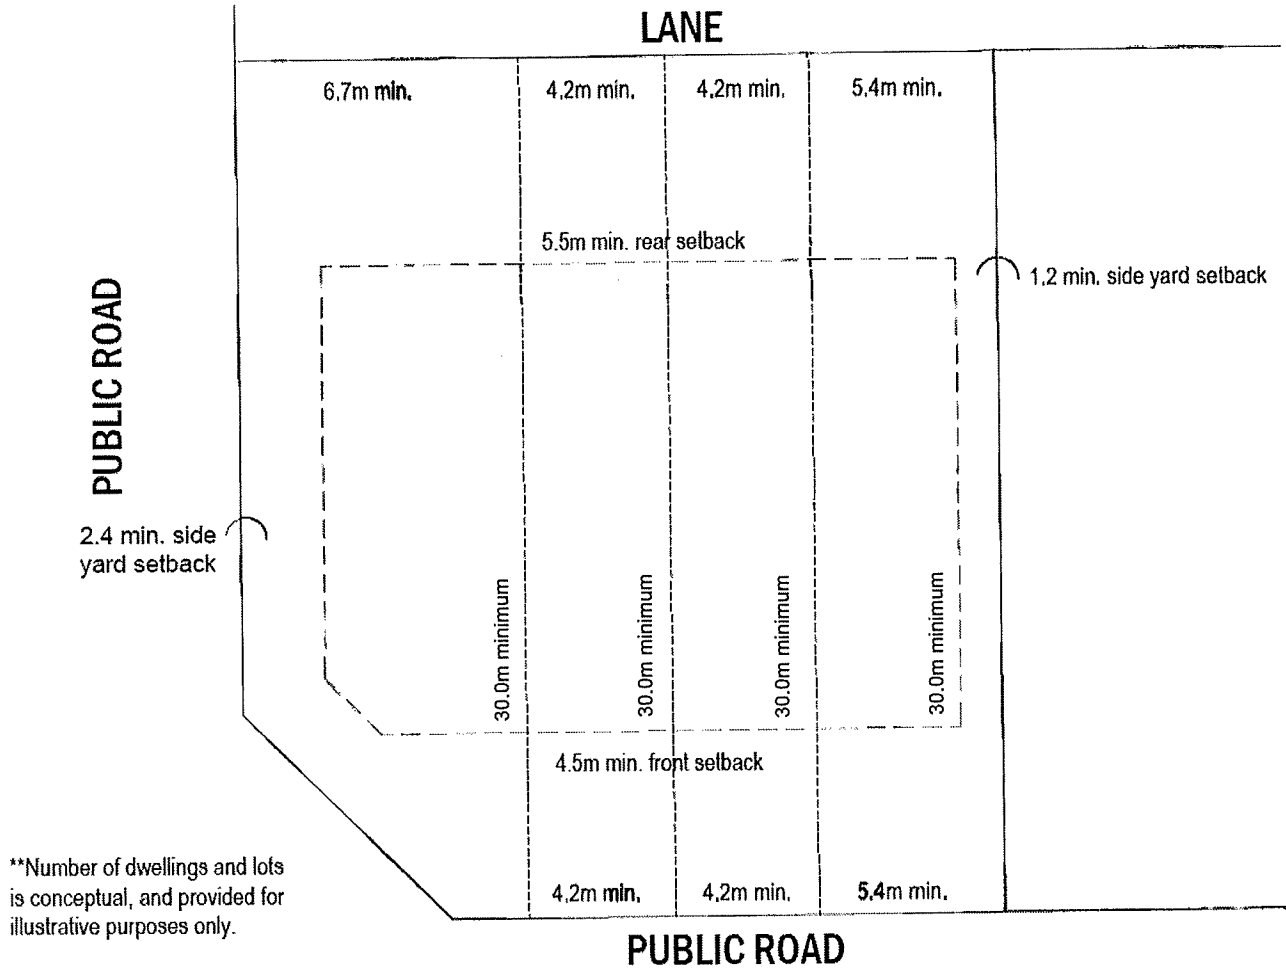 LANE
6.7m min.
4.2m min.
4.2m min.
5.4m min.
5.5m min. rear setback
1.2 min. side yard setback
PUBLIC ROAD
2.4 min. side
yard setback
30.0m minimum
30.0m minimum
30.0m minimum
30.0m minimum
4.5m min. front setback
**Number of dwellings and lots
is conceptual, and provided for
illustrative purposes only.
4.2m min.
4.2m min.
5.4m min.
PUBLIC ROAD